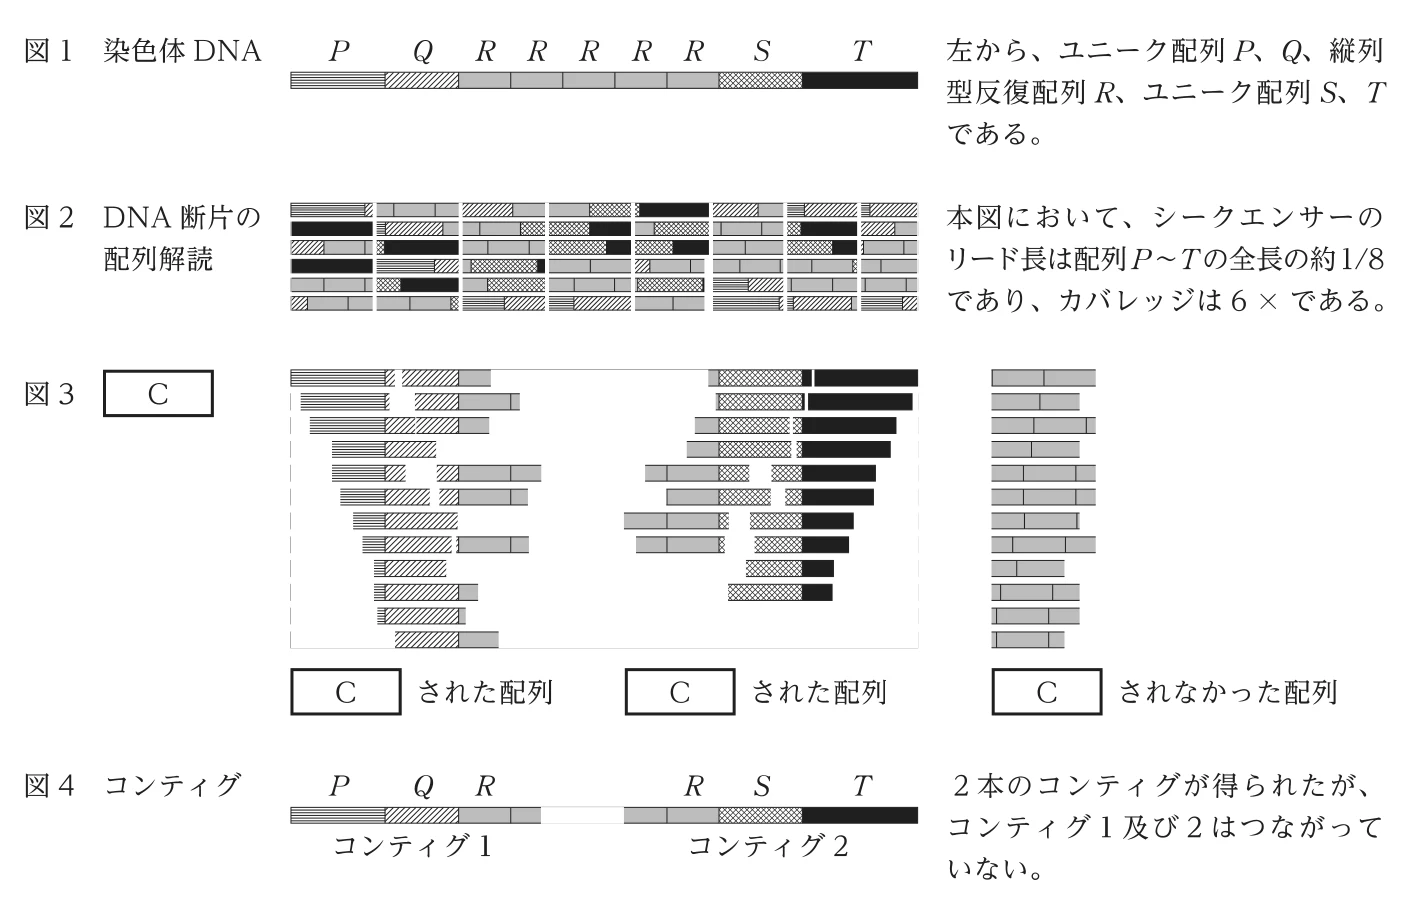 図1 染色体 DNA
P Q R R R R R S T
左から、ユニーク配列 P、Q、縦列
型反復配列 R、ユニーク配列 S、T
である。
図2 DNA 断片の
配列解読
本図において、シークエンサーの
リード長は配列P～Tの全長の約1/8
であり、カバレッジは6×である。
図3 C
C された配列
C された配列
C されなかった配列
図4 コンティグ
P Q R R S T
コンティグ1 コンティグ2
2本のコンティグが得られたが、
コンティグ1及び2はつながって
いない。